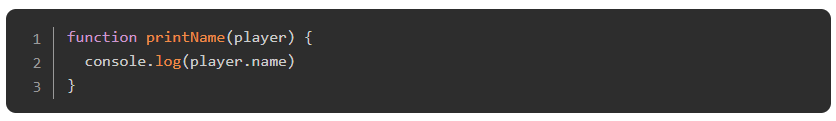 1 function printName(player) {
2   console.log(player.name)
3 }